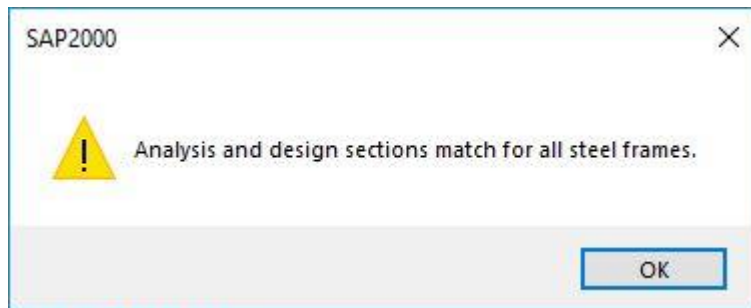 SAP2000
Analysis and design sections match for all steel frames.
OK